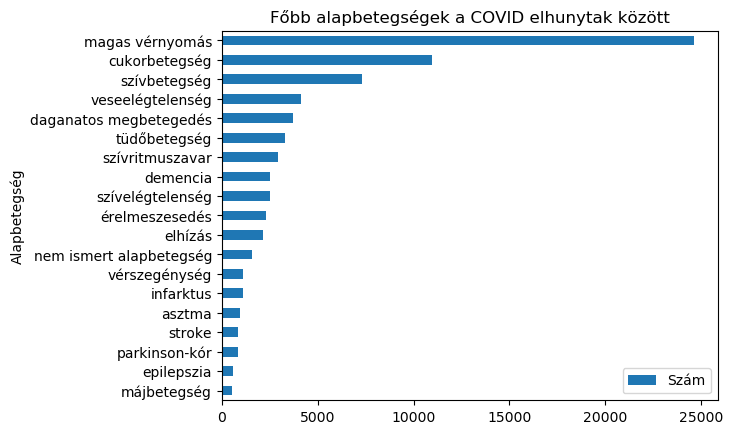 Főbb alapbetegségek a COVID elhunytak között
Alapbetegség
magas vérnyomás
cukorbetegség
szívbetegség
veseelégtelenség
daganatos megbetegedés
tüdőbetegség
szívritmuszavar
demencia
szívelégtelenség
érelmeszesedés
elhízás
nem ismert alapbetegség
vérszegénység
infarktus
asztma
stroke
parkinson-kór
epilepszia
májbetegség
Szám
0 5000 10000 15000 20000 25000